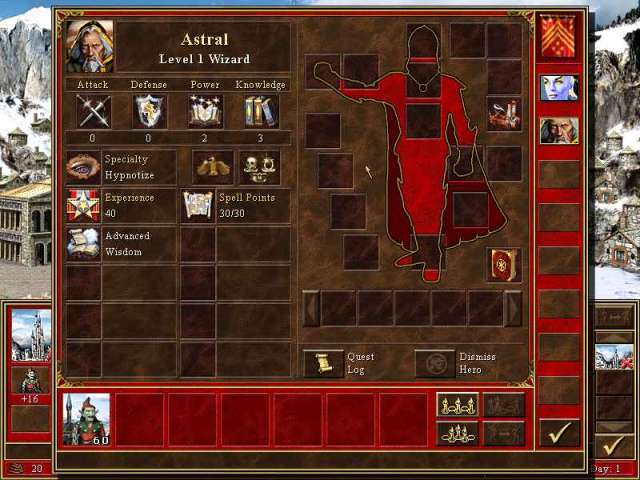 Astral
Level 1 Wizard
Attack
Defense
Power
Knowledge
0
0
2
3
Specialty
Hypnotize
Experience
40
Spell Points
30/30
Advanced
Wisdom
Quest
Log
Dismiss
Hero
60
+16
20
Day: 1